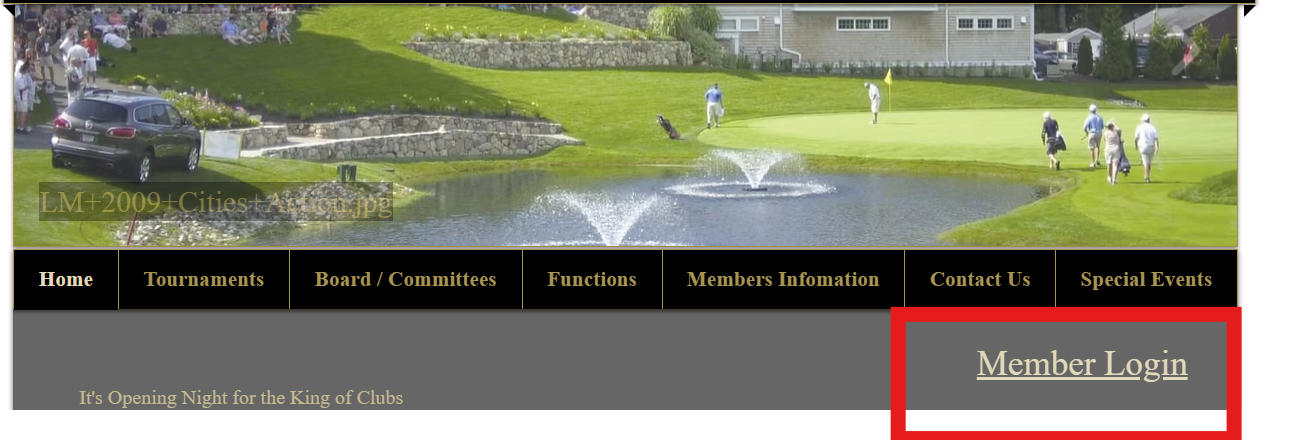 LM+2009+Cities+Action.jpg
Home Tournaments Board / Committees Functions Members Infomation Contact Us Special Events
Member Login
It's Opening Night for the King of Clubs